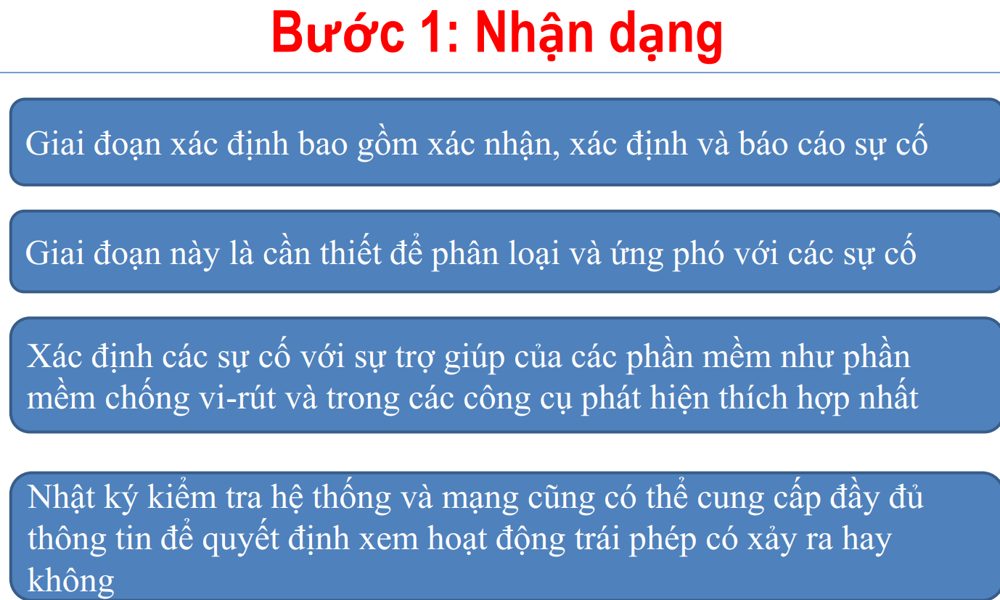 Bước 1: Nhận dạng
Giai đoạn xác định bao gồm xác nhận, xác định và báo cáo sự cố
Giai đoạn này là cần thiết để phân loại và ứng phó với các sự cố
Xác định các sự cố với sự trợ giúp của các phần mềm như phần
mềm chống vi-rút và trong các công cụ phát hiện thích hợp nhất
Nhật ký kiểm tra hệ thống và mạng cũng có thể cung cấp đầy đủ
thông tin để quyết định xem hoạt động trái phép có xảy ra hay
không